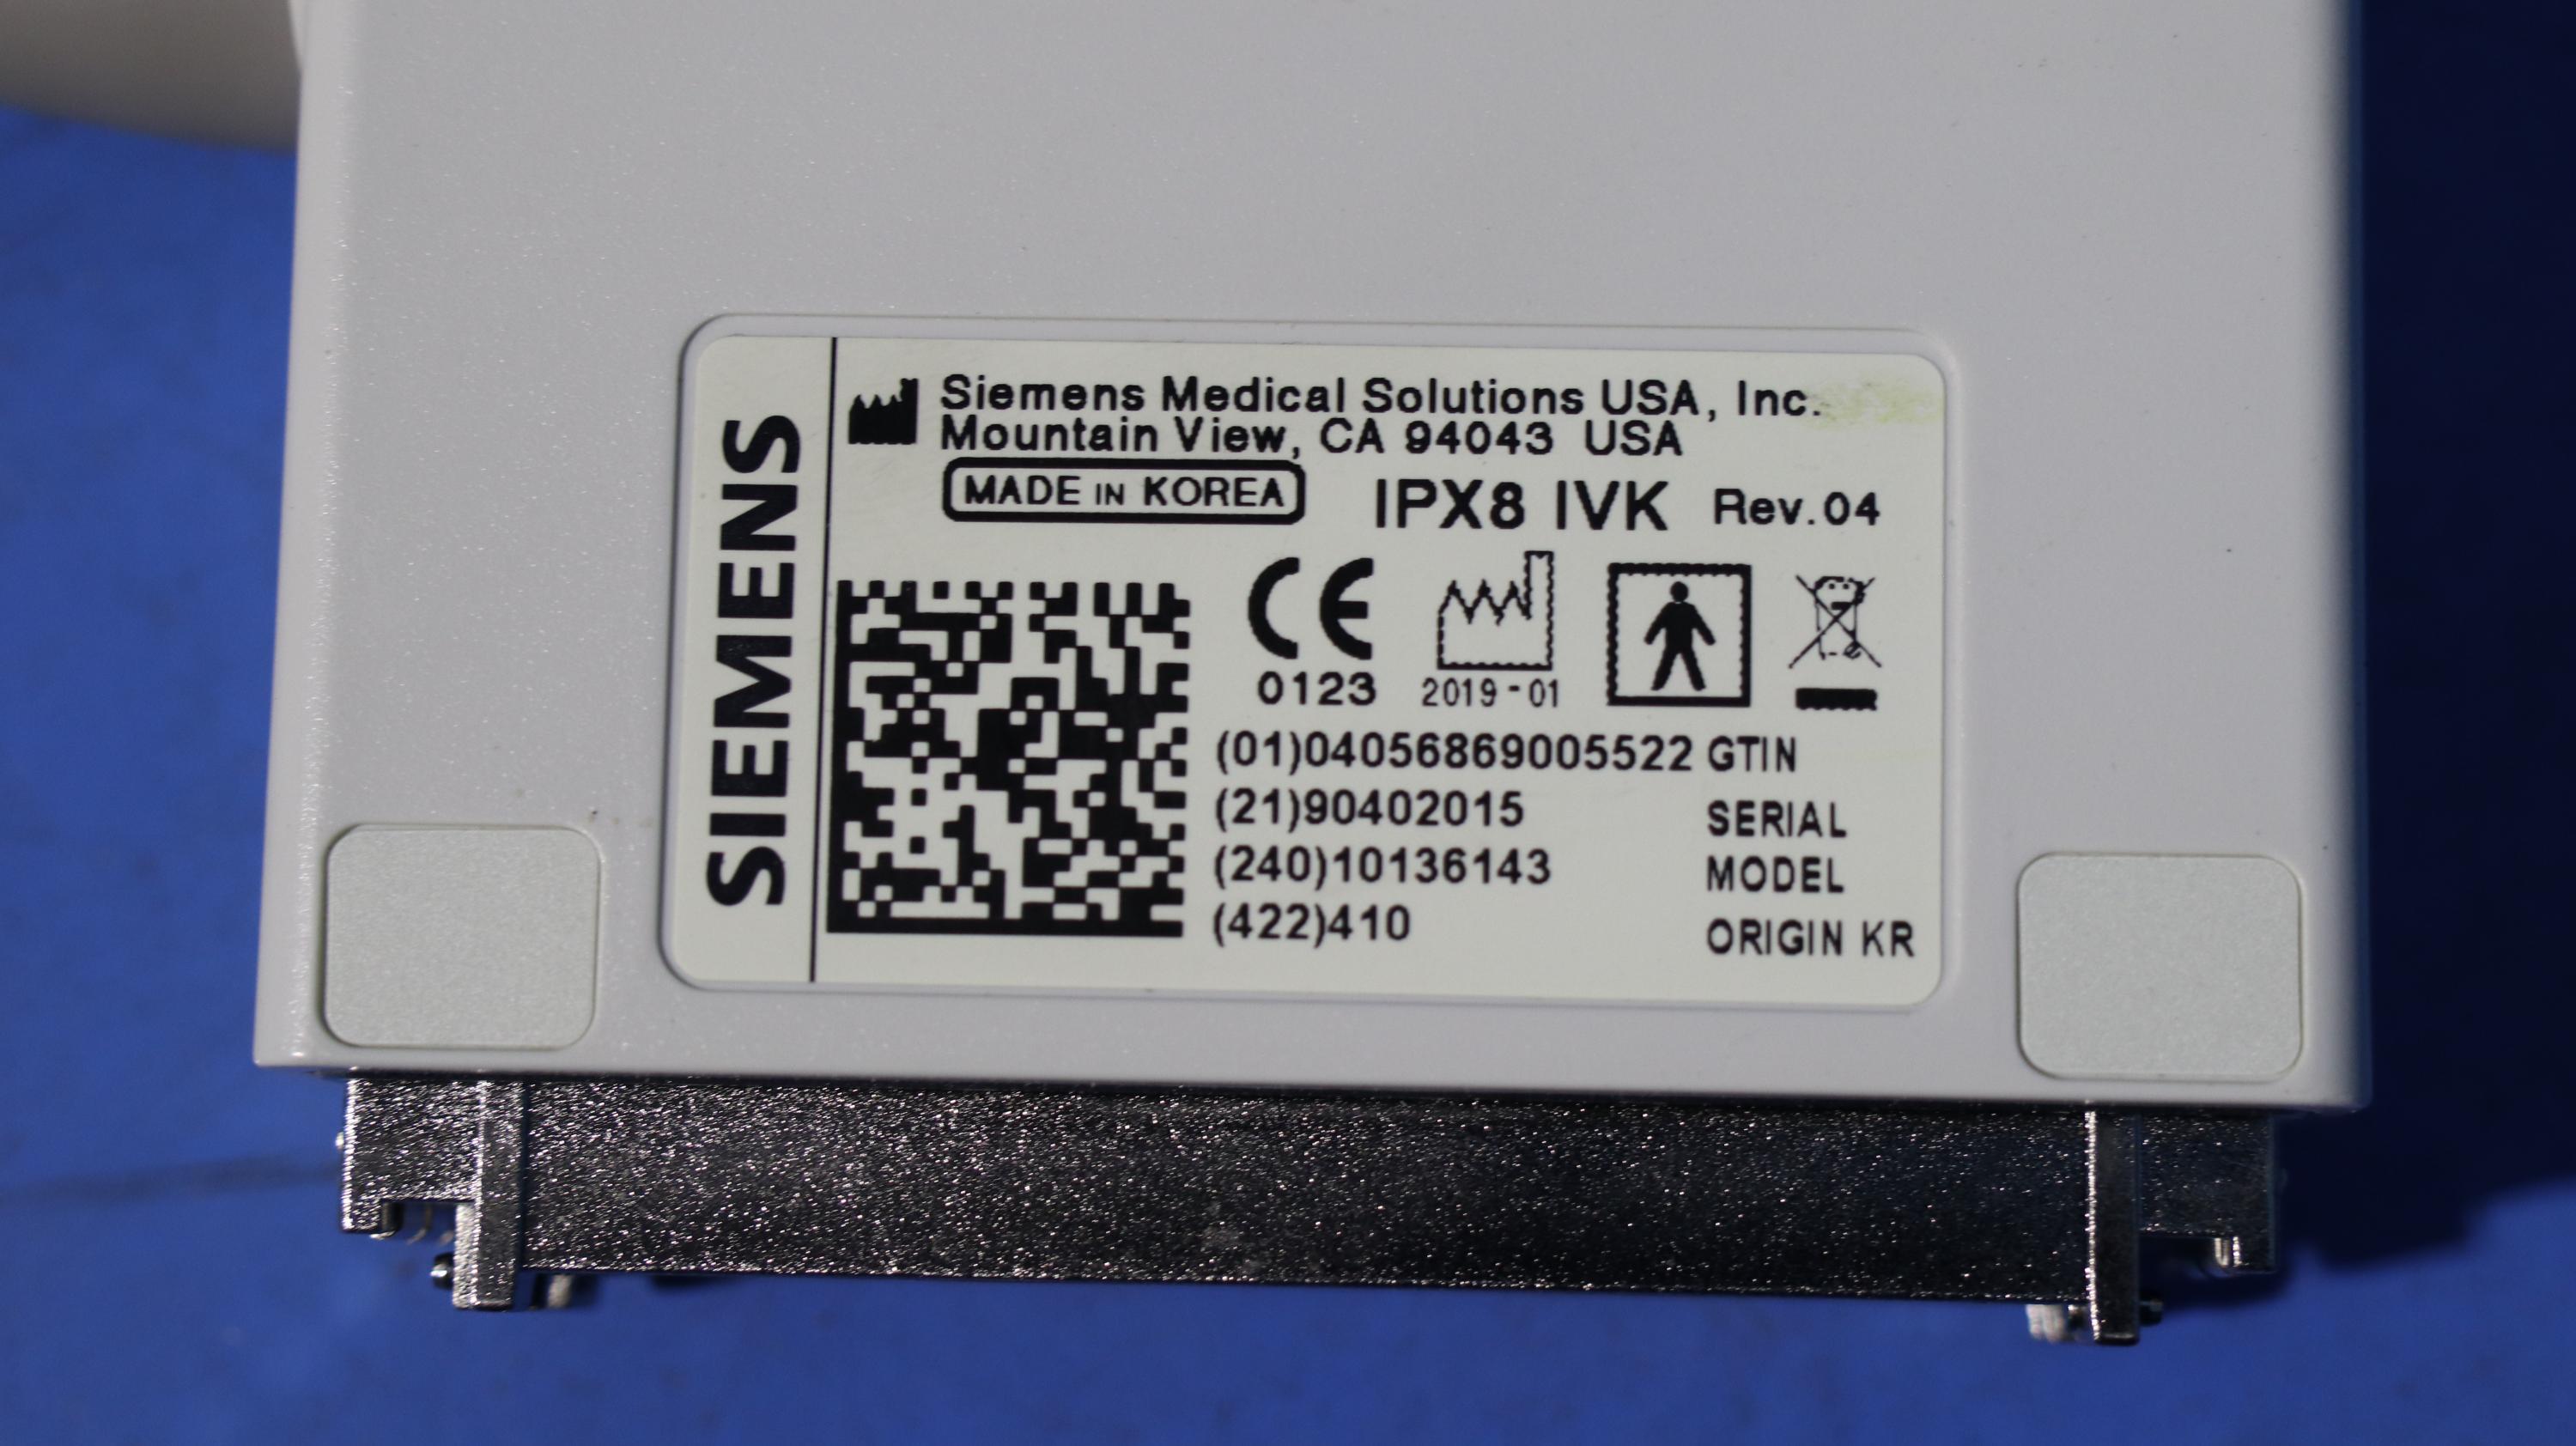 SIEMENS
Siemens Medical Solutions USA, Inc.
Mountain View, CA 94043 USA
MADE IN KOREA IPX8 IVK Rev.04
CE
0123 2019-01
(01)04056869005522 GTIN
(21)90402015 SERIAL
(240)10136143 MODEL
(422)410 ORIGIN KR